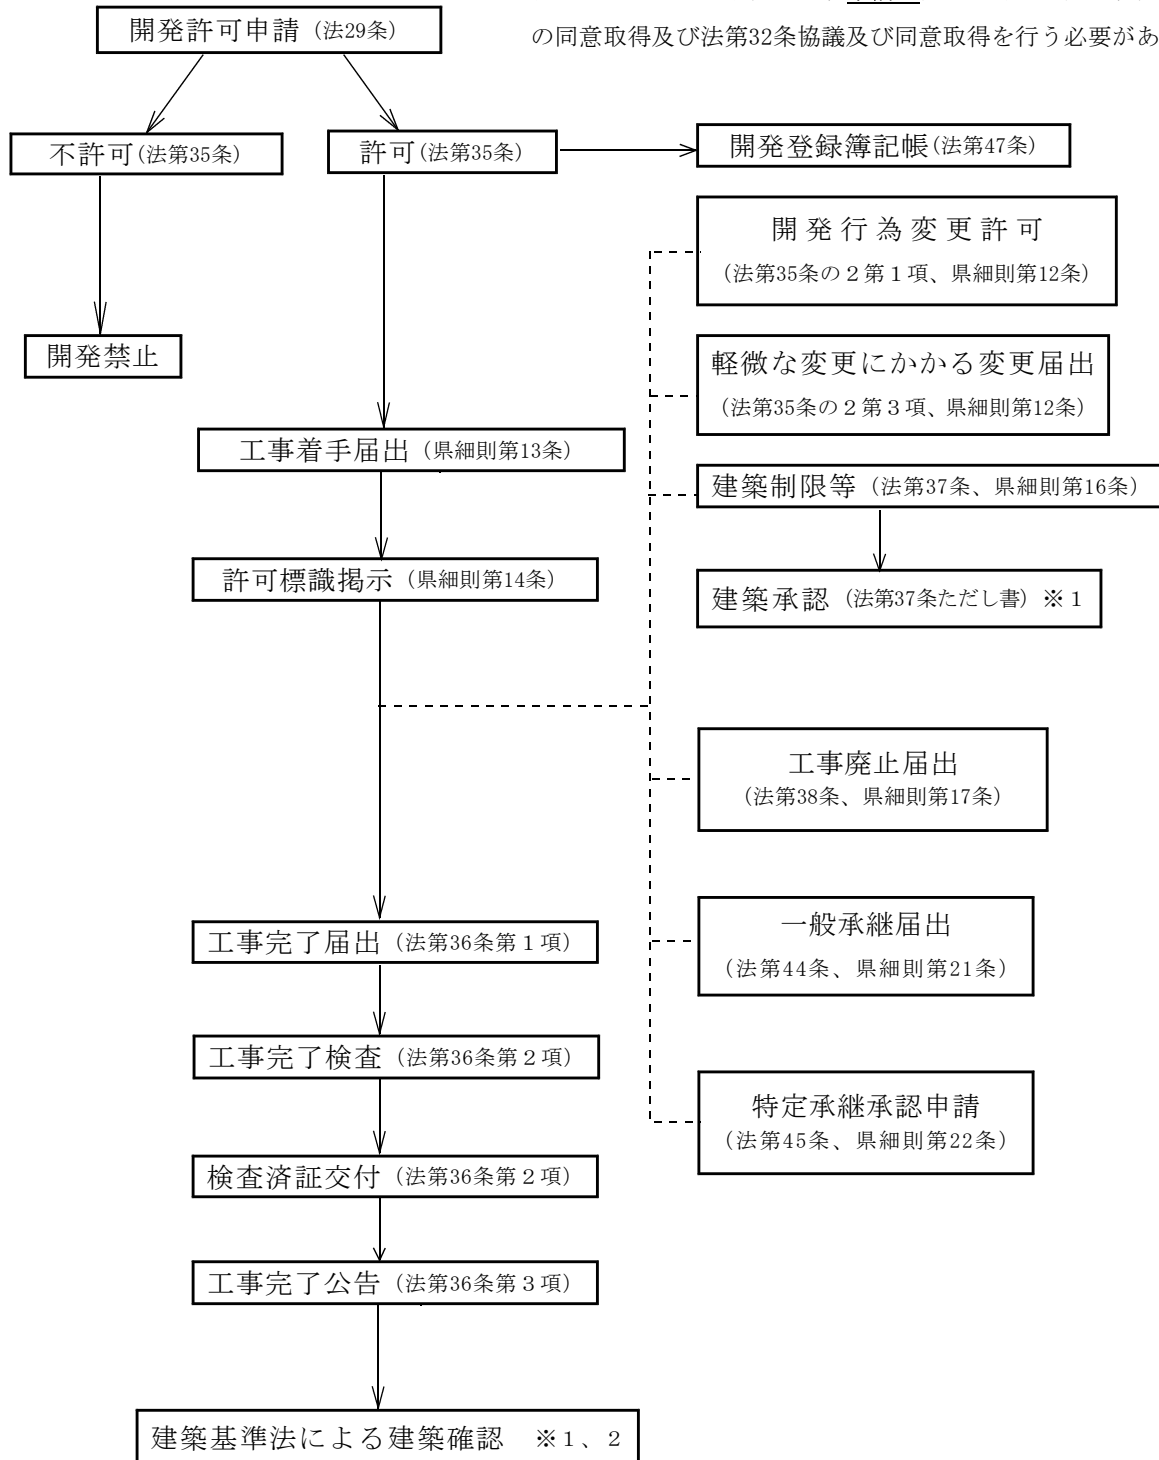 の同意取得及び法第32条協議及び同意取得を行う必要があ
開発許可申請（法29条）
不許可(法第35条)
許可(法第35条)
開発登録簿記帳(法第47条)
開発行為変更許可
（法第35条の２第１項、県細則第12条）
開発禁止
軽微な変更にかかる変更届出
（法第35条の２第３項、県細則第12条）
工事着手届出（県細則第13条）
建築制限等（法第37条、県細則第16条）
許可標識掲示（県細則第14条）
建築承認（法第37条ただし書）※１
工事廃止届出
（法第38条、県細則第17条）
工事完了届出（法第36条第１項）
一般承継届出
（法第44条、県細則第21条）
工事完了検査（法第36条第２項）
特定承継承認申請
（法第45条、県細則第22条）
検査済証交付（法第36条第２項）
工事完了公告（法第36条第３項）
建築基準法による建築確認　※１、２